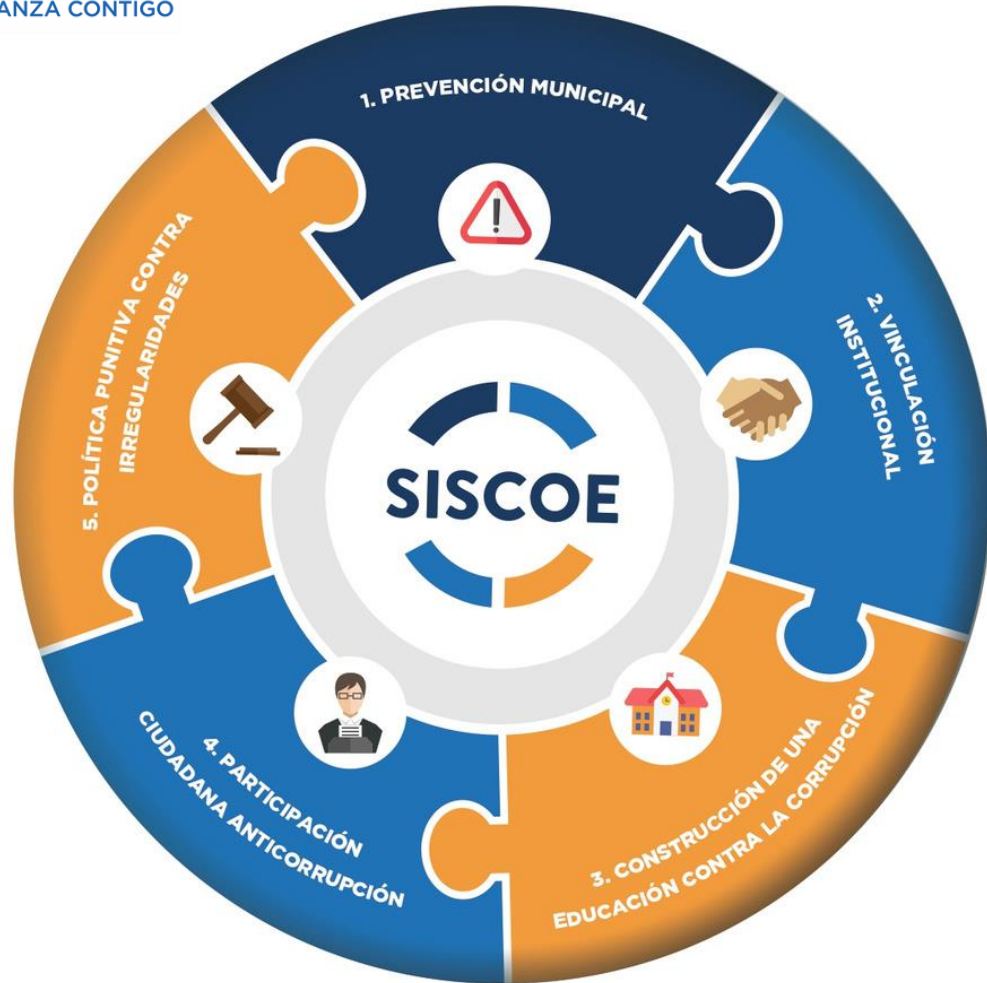 ANZA CONTIGO
1. PREVENCIÓN MUNICIPAL
2. VINCULACIÓN
INSTITUCIONAL
3. CONSTRUCCIÓN DE UNA
EDUCACIÓN CONTRA LA CORRUPCIÓN
4. PARTICIPACIÓN
CIUDADANA ANTICORRUPCIÓN
5. POLÍTICA PUNITIVA CONTRA
IRREGULARIDADES
SISCOE